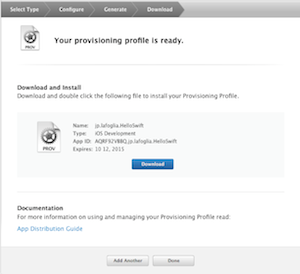 Select Type
Configure
Generate
Download
PROV
Your provisioning profile is ready.
Download and Install
Download and double click the following file to install your Provisioning Profile.
PROV
Name: jp.lafoglia.HelloSwift
Type: iOS Development
App ID: AQRF92VBBQ.jp.lafoglia.HelloSwift
Expires: 10 12, 2015
Download
Documentation
For more information on using and managing your Provisioning Profile read:
App Distribution Guide
Add Another
Done